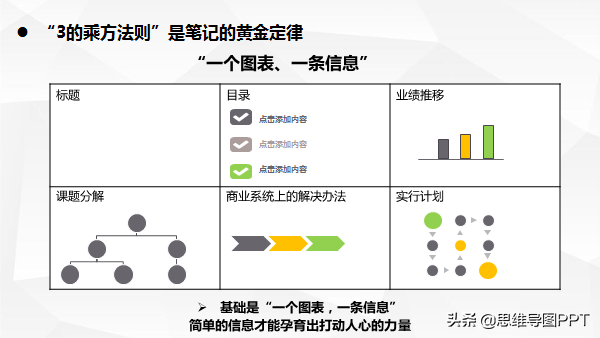 ● “3的乘方法则”是笔记的黄金定律
“一个图表、一条信息”
标题
目录
业绩推移
点击添加内容
点击添加内容
点击添加内容
课题分解
商业系统上的解决办法
实行计划
➢ 基础是“一个图表，一条信息”
简单的信息才能孕育出打动人心的力量
头条 @思维导图PPT